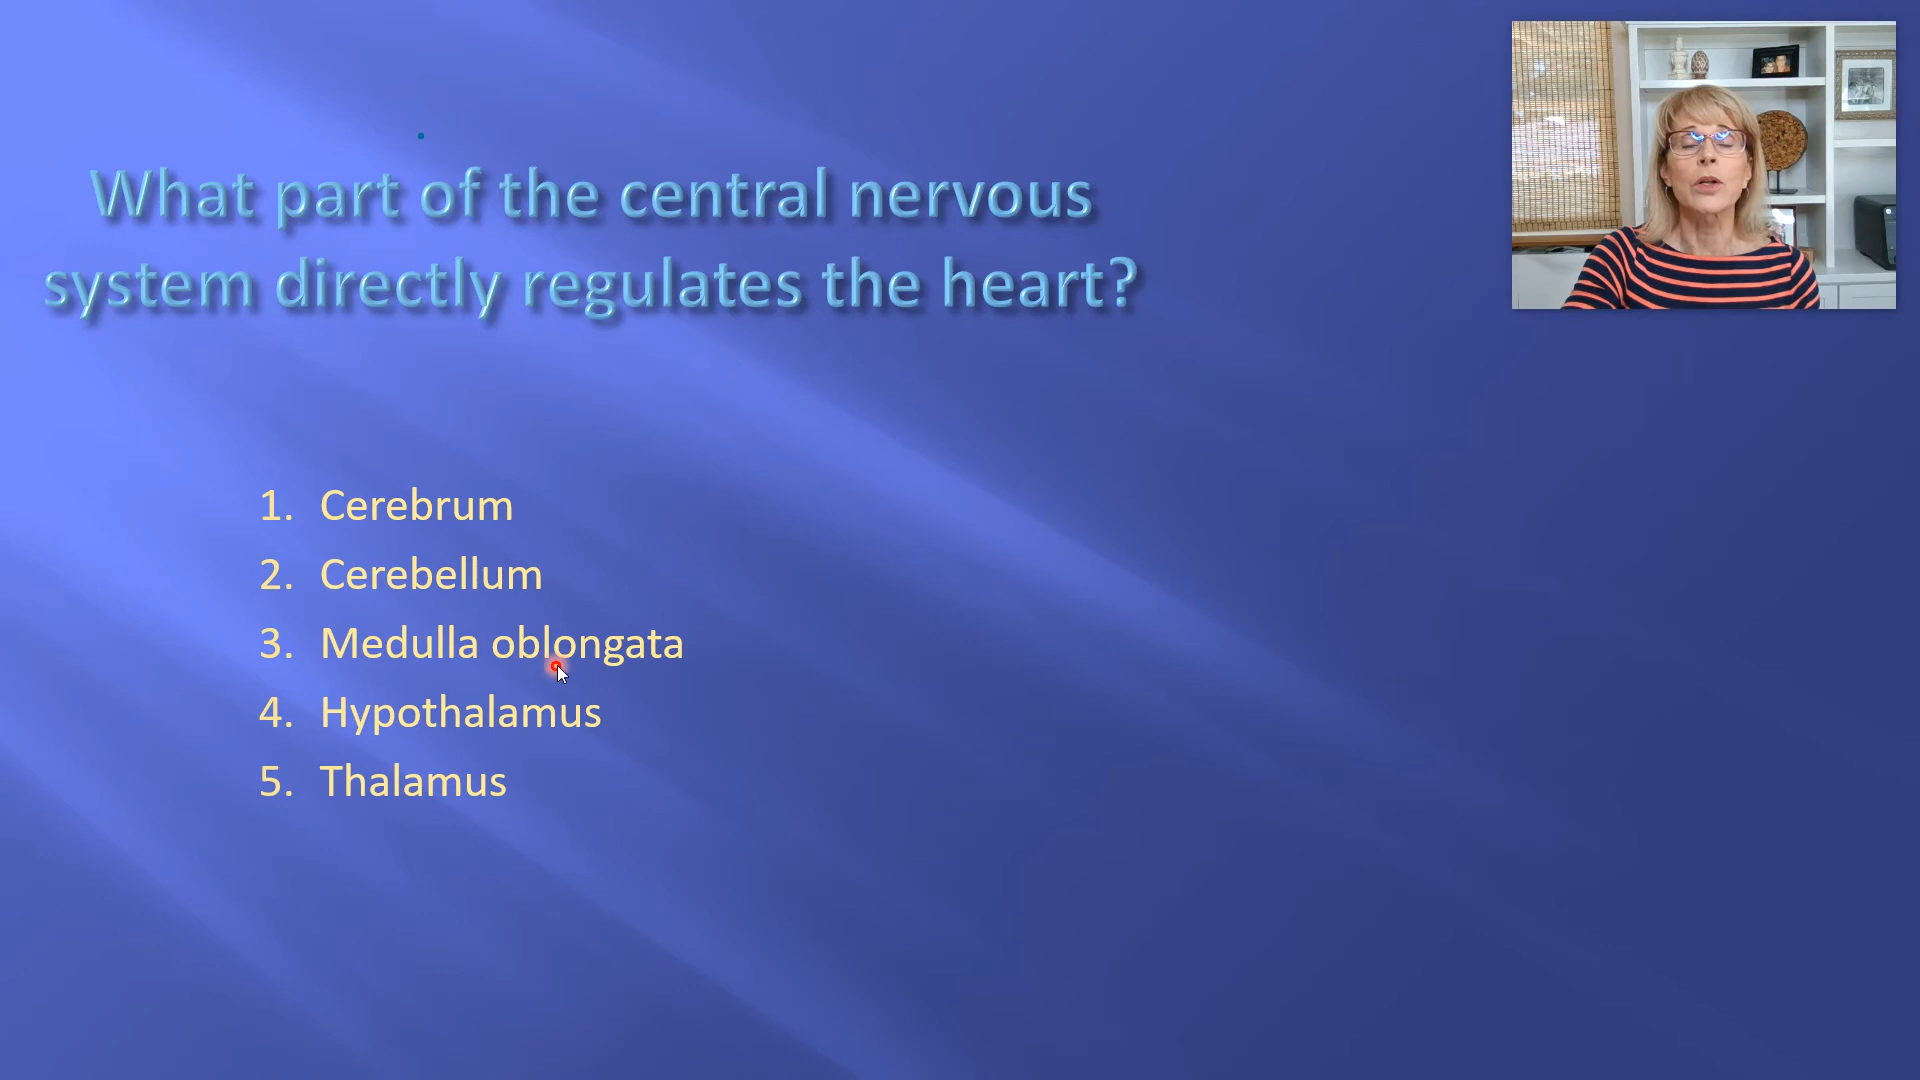 What part of the central nervous
system directly regulates the heart?
1. Cerebrum
2. Cerebellum
3. Medulla oblongata
4. Hypothalamus
5. Thalamus